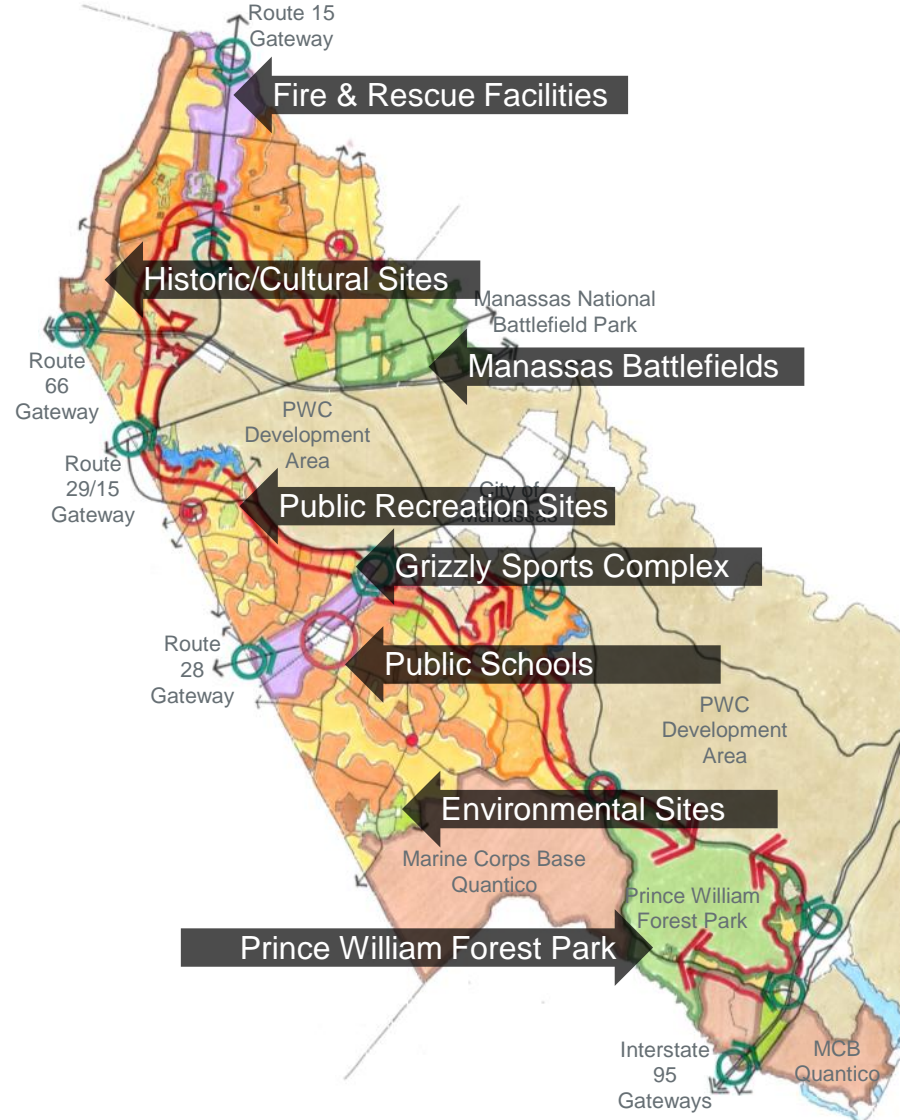 Route 15
Gateway
Fire & Rescue Facilities
Historic/Cultural Sites
Manassas National
Battlefield Park
Route
66
Gateway
Manassas Battlefields
PWC
Development
Area
Route
29/15
Gateway
City of
Manassas
Public Recreation Sites
Grizzly Sports Complex
Route
28
Gateway
Public Schools
PWC
Development
Area
Environmental Sites
Marine Corps Base
Quantico
Prince William
Forest Park
Prince William Forest Park
Interstate
95
Gateways
MCB
Quantico